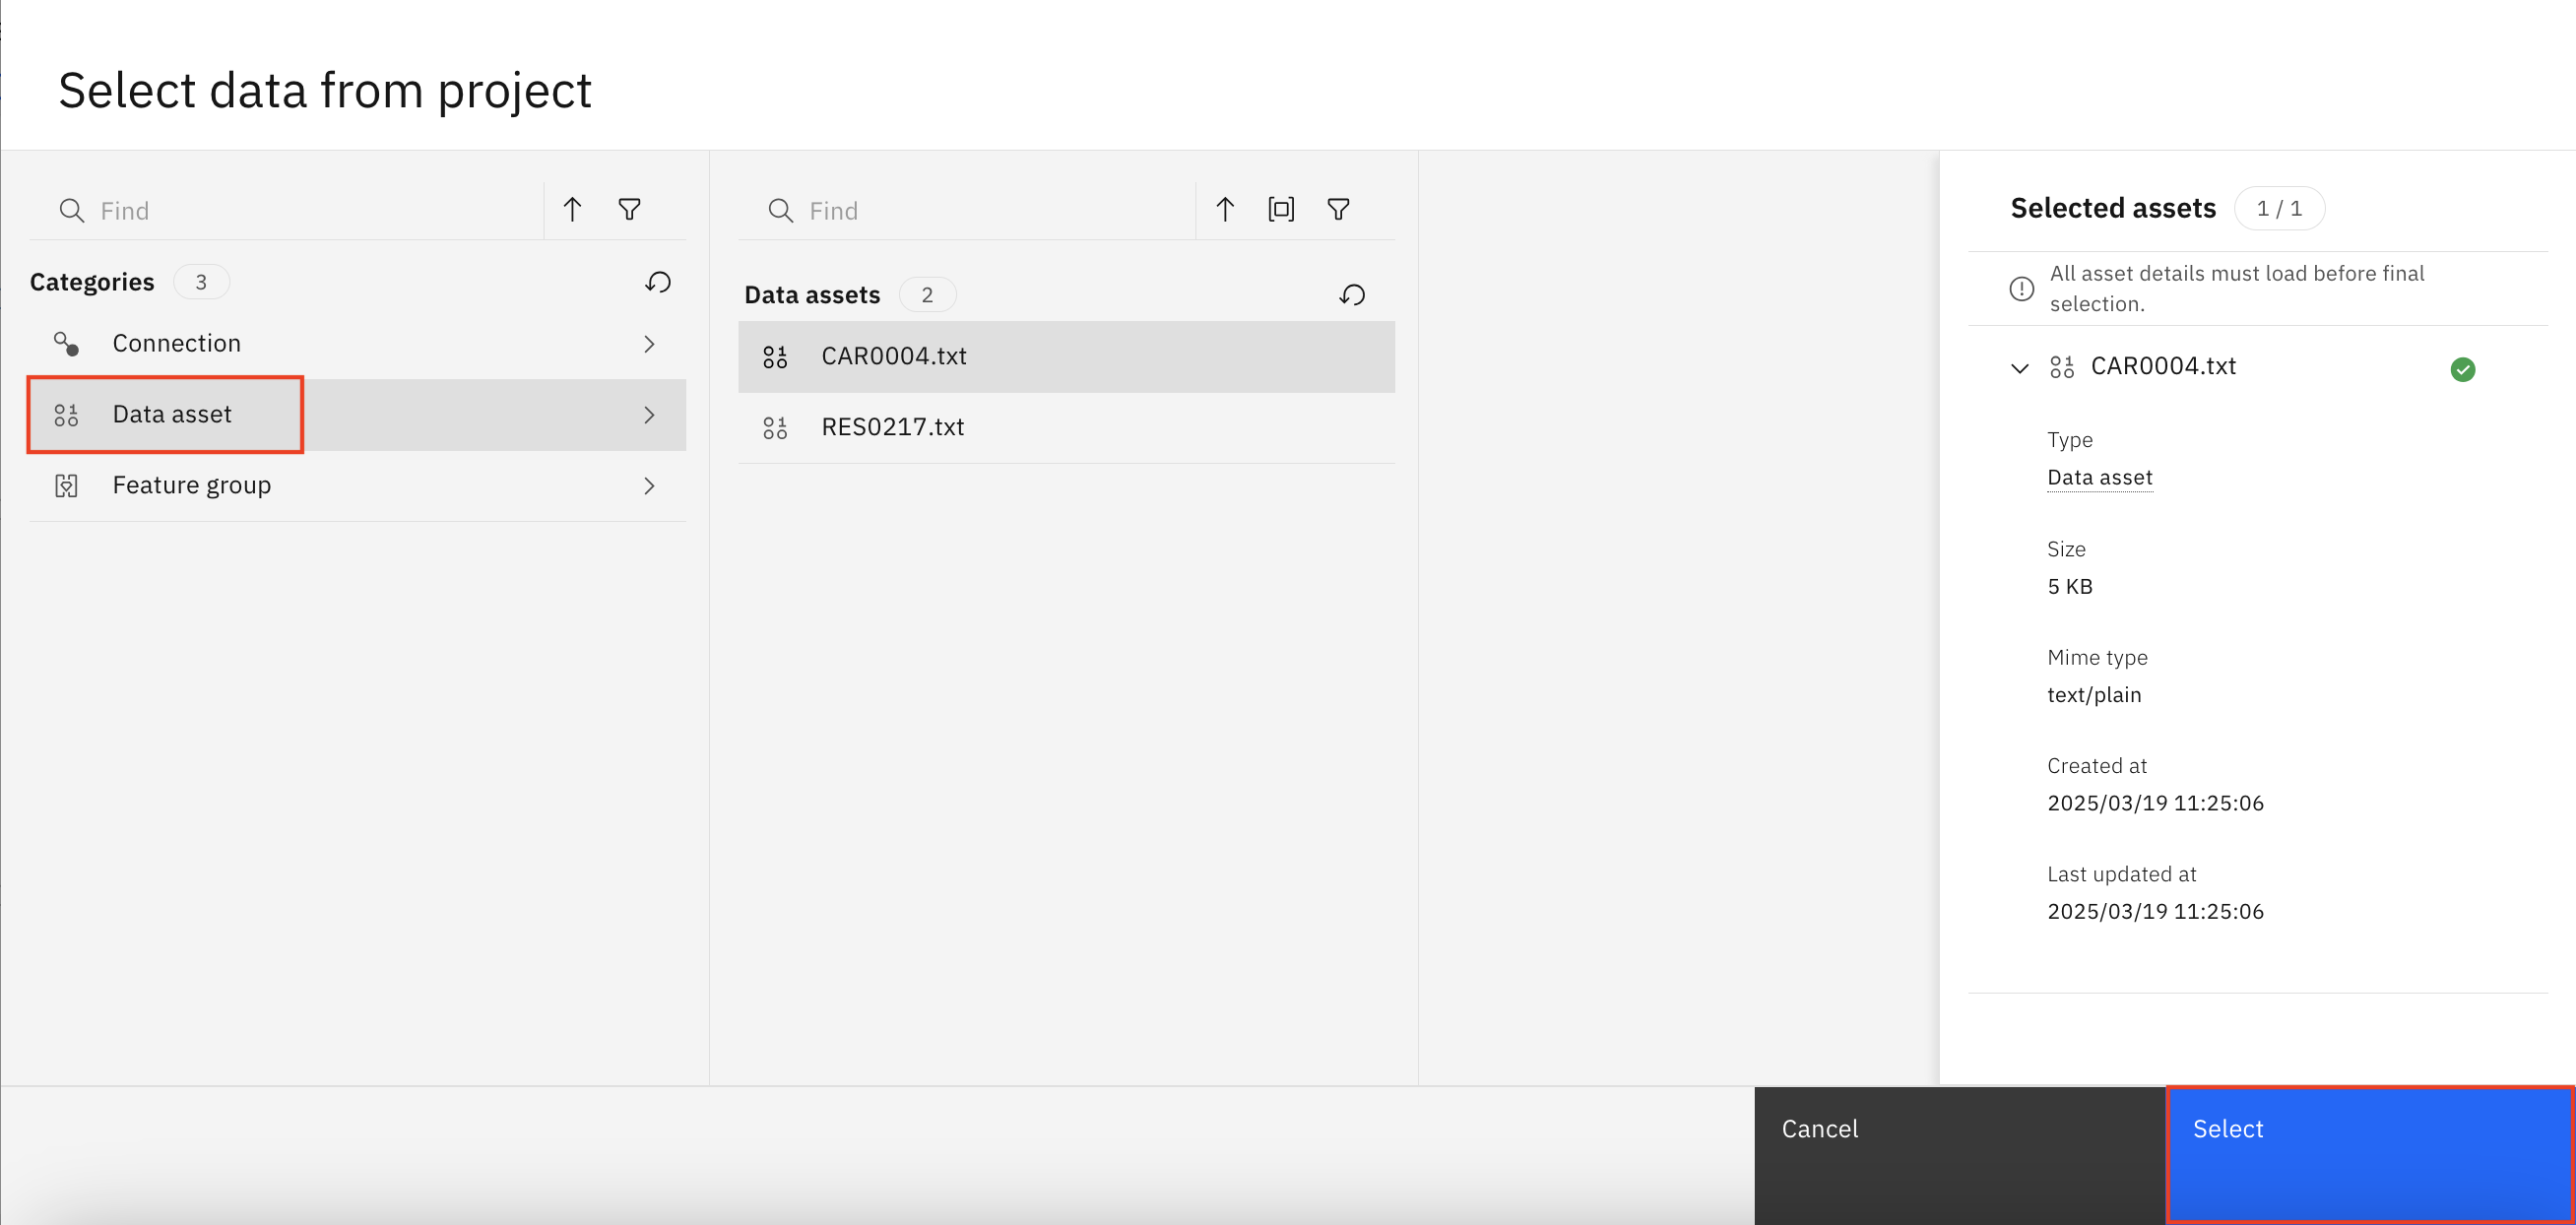 Select data from project
Find
Categories 3
Connection
Data asset
Feature group
Find
Data assets 2
CAR0004.txt
RES0217.txt
Selected assets 1 / 1
All asset details must load before final
selection.
CAR0004.txt
Type
Data asset
Size
5 KB
Mime type
text/plain
Created at
2025/03/19 11:25:06
Last updated at
2025/03/19 11:25:06
Cancel
Select